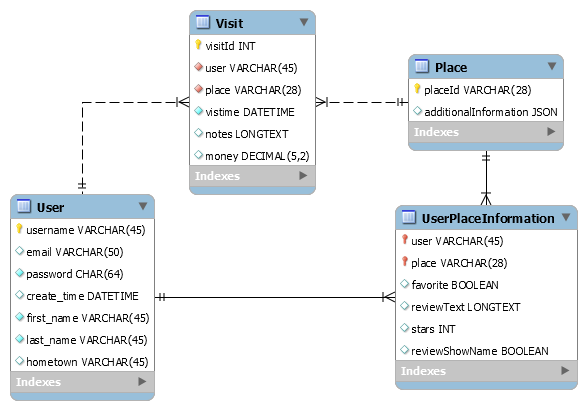 Visit
visitId INT
user VARCHAR(45)
place VARCHAR(28)
vistime DATETIME
notes LONGTEXT
money DECIMAL(5,2)
Indexes
Place
placeId VARCHAR(28)
additionalInformation JSON
Indexes
User
username VARCHAR(45)
email VARCHAR(50)
password CHAR(64)
create_time DATETIME
first_name VARCHAR(45)
last_name VARCHAR(45)
hometown VARCHAR(45)
Indexes
UserPlaceInformation
user VARCHAR(45)
place VARCHAR(28)
favorite BOOLEAN
reviewText LONGTEXT
stars INT
reviewShowName BOOLEAN
Indexes